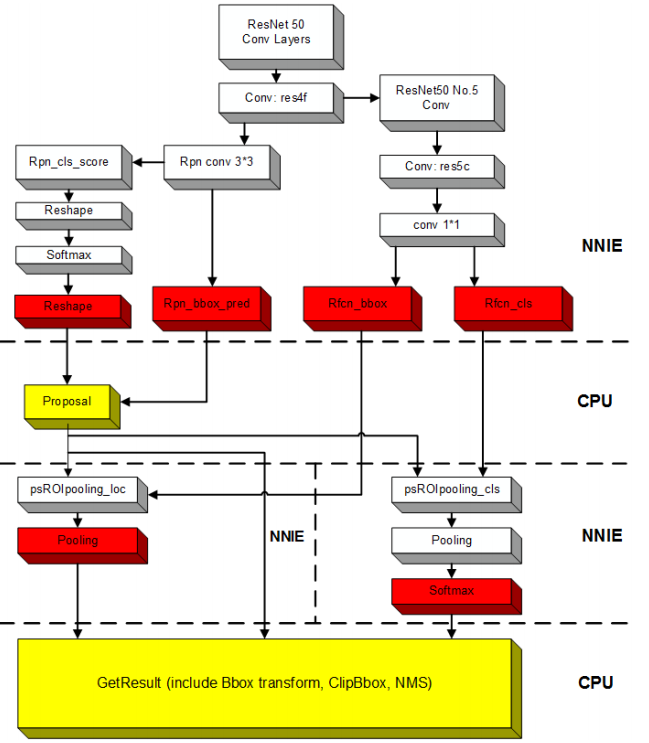 ResNet 50
Conv Layers
Conv: res4f
ResNet50 No.5
Conv
Rpn_cls_score
Rpn conv 3*3
Conv: res5c
Reshape
conv 1*1
Softmax
NNIE
Reshape
Rpn_bbox_pred
Rfcn_bbox
Rfcn_cls
Proposal
CPU
psROIpooling_loc
psROIpooling_cls
Pooling
NNIE
Pooling
NNIE
Softmax
GetResult (include Bbox transform, ClipBbox, NMS)
CPU